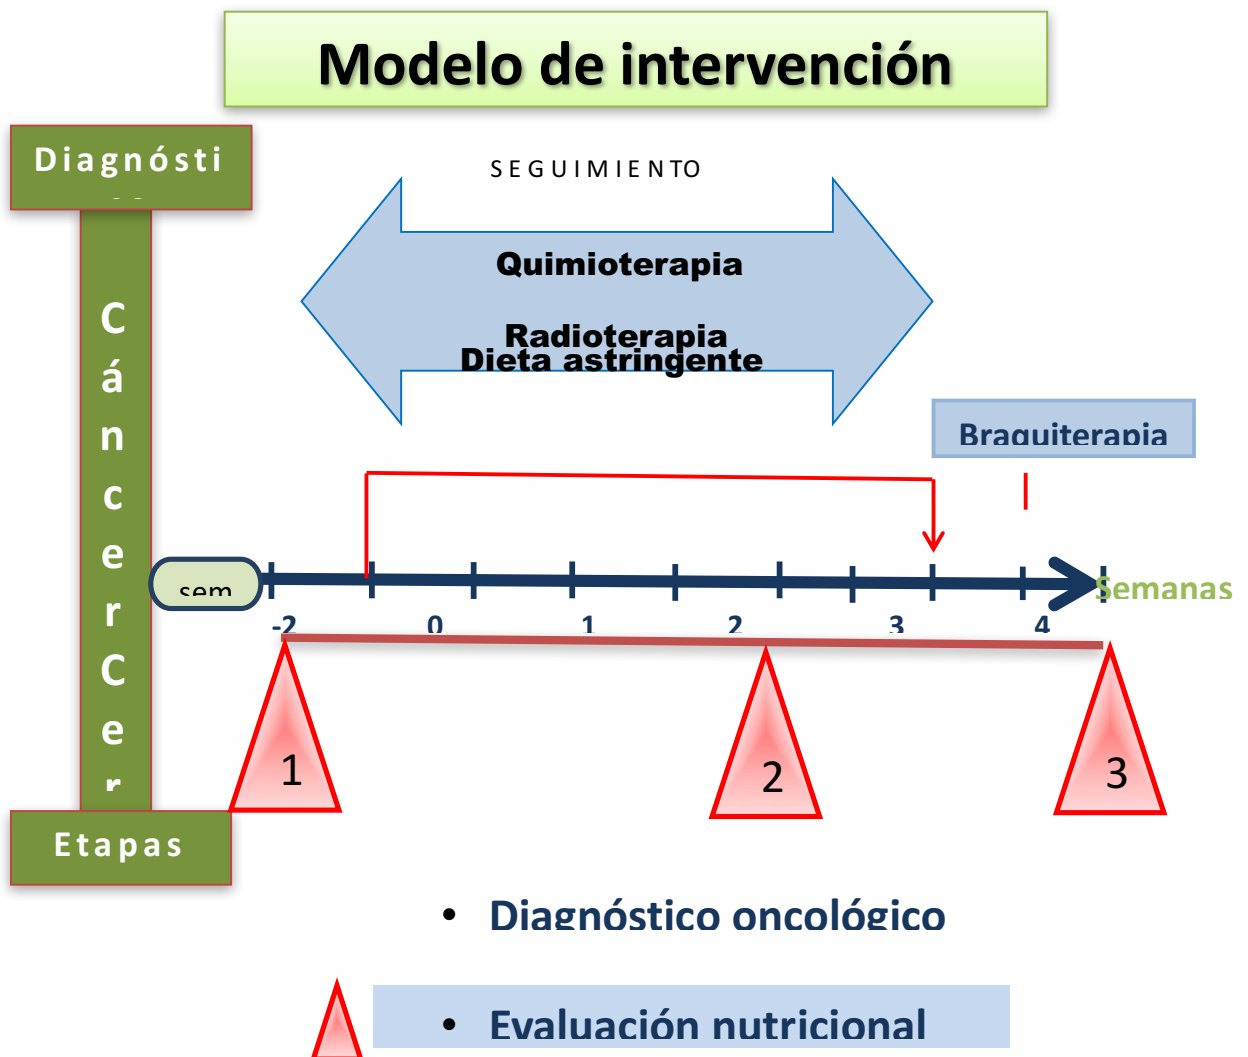 Modelo de intervención
Diagnósti
SEGUIMIENTO
Quimioterapia
Radioterapia
Dieta astringente
Braquiterapia
CáncerCer
sem
Semanas
-2 0 1 2 3 4
1 2 3
Etapas
• Diagnóstico oncológico
• Evaluación nutricional